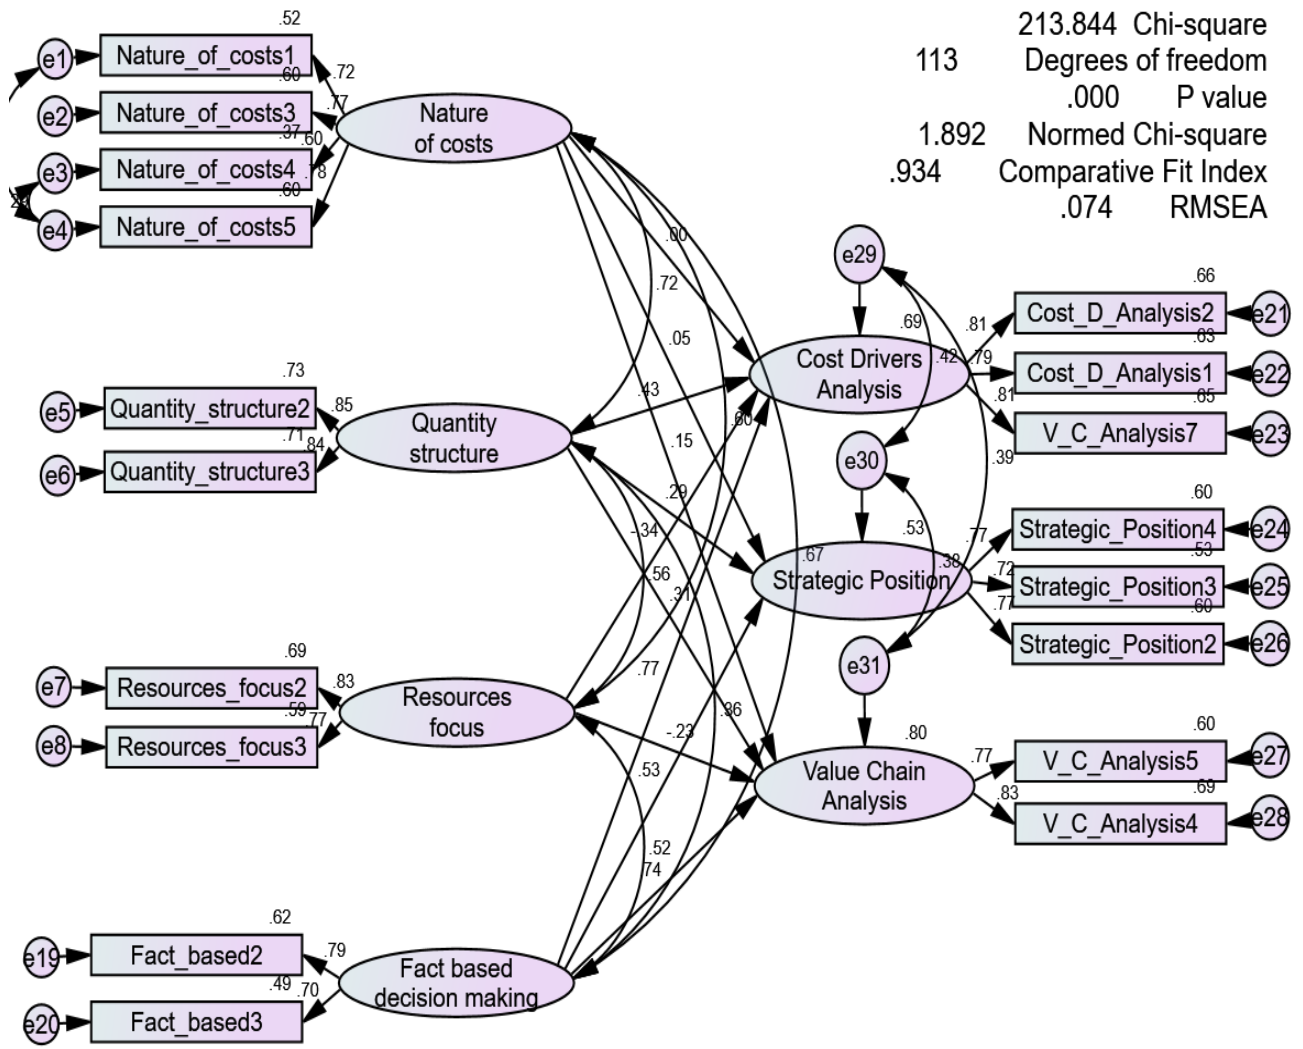 213.844 Chi-square
113 Degrees of freedom
.000 P value
1.892 Normed Chi-square
.934 Comparative Fit Index
.074 RMSEA
.52
e1 Nature_of_costs1
.60
.72
e2 Nature_of_costs3
.77
.37
.60
e3 Nature_of_costs4
.78
.60
e4 Nature_of_costs5
Nature
of costs
.00
.72
.05
.43
.60
.15
.29
-.34
.56
.31
.67
.77
.36
-.23
.53
.52
.74
.73
e5 Quantity_structure2
.85
.71
.84
e6 Quantity_structure3
Quantity
structure
.69
e7 Resources_focus2
.83
.59
.77
e8 Resources_focus3
Resources
focus
.62
e19 Fact_based2
.79
.49
.70
e20 Fact_based3
Fact based
decision making
e29
.69
.42
Cost Drivers
Analysis
.39
e30
.53
.38
Strategic Position
e31
.80
Value Chain
Analysis
.66
.81
Cost_D_Analysis2 e21
.63
.79
Cost_D_Analysis1 e22
.81
.65
V_C_Analysis7 e23
.60
.77
Strategic_Position4 e24
.53
.72
Strategic_Position3 e25
.77
.60
Strategic_Position2 e26
.60
.77
V_C_Analysis5 e27
.69
.83
V_C_Analysis4 e28